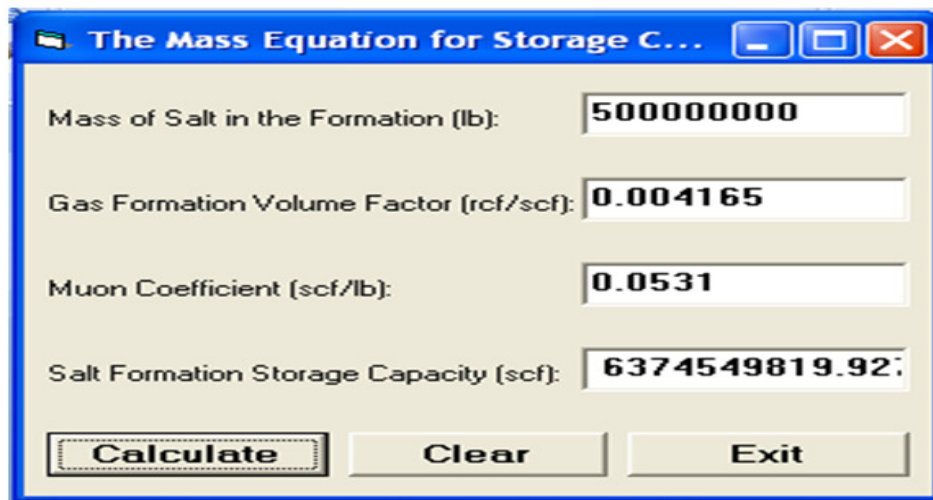 The Mass Equation for Storage C...
Mass of Salt in the Formation (lb): 500000000
Gas Formation Volume Factor (rcf/scf): 0.004165
Muon Coefficient (scf/lb): 0.0531
Salt Formation Storage Capacity (scf): 6374549819.927
Calculate Clear Exit